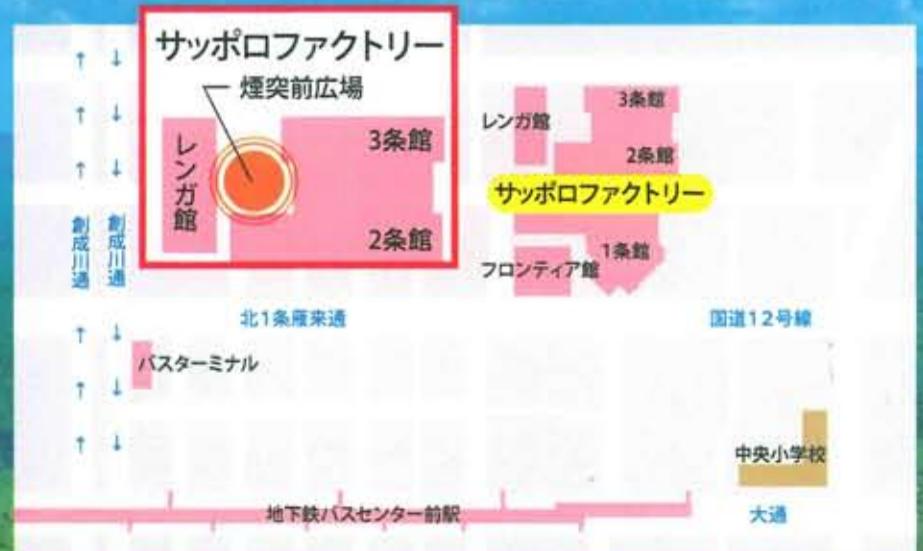 サッポロファクトリー
煙突前広場
レンガ館
3条館
2条館
レンガ館
3条館
2条館
サッポロファクトリー
1条館
フロンティア館
創成川通
創成川通
北1条雁来通
国道12号線
バスターミナル
中央小学校
地下鉄バスセンター前駅
大通